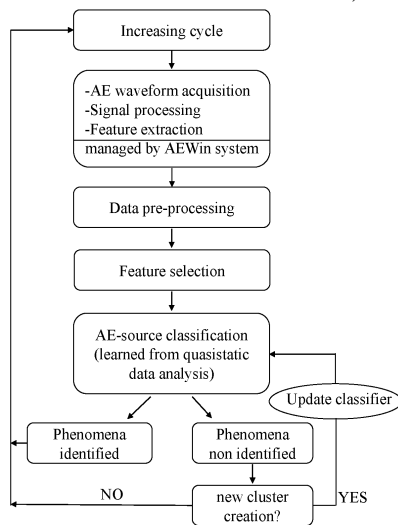 Increasing cycle
-AE waveform acquisition
-Signal processing
-Feature extraction
managed by AEWin system
Data pre-processing
Feature selection
AE-source classification
(learned from quasistatic
data analysis)
Update classifier
Phenomena
identified
Phenomena
non identified
NO
new cluster
creation?
YES